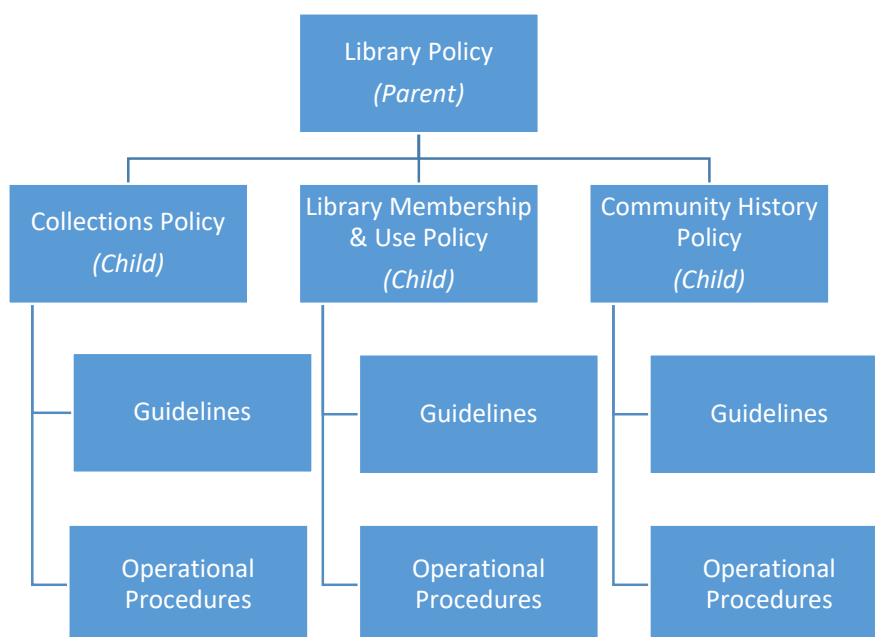 Library Policy
(Parent)
Collections Policy
(Child)
Library Membership
& Use Policy
(Child)
Community History
Policy
(Child)
Guidelines
Guidelines
Guidelines
Operational
Procedures
Operational
Procedures
Operational
Procedures